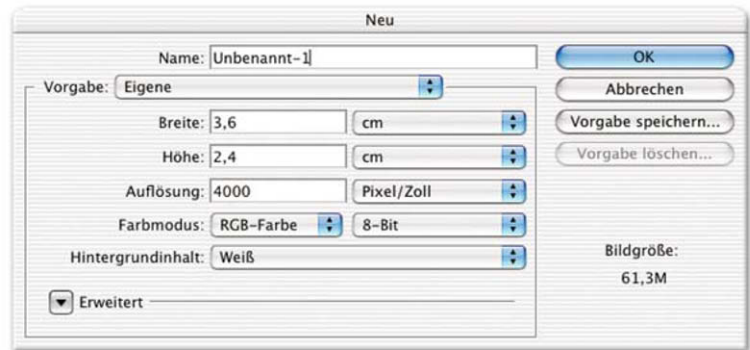 Neu
Name: Unbenannt-1
OK
Vorgabe: Eigene
Abbrechen
Breite: 3,6 cm
Vorgabe speichern...
Höhe: 2,4 cm
Vorgabe löschen...
Auflösung: 4000 Pixel/Zoll
Farbmodus: RGB-Farbe 8-Bit
Hintergrundinhalt: Weiß
Bildgröße:
61,3M
Erweitert